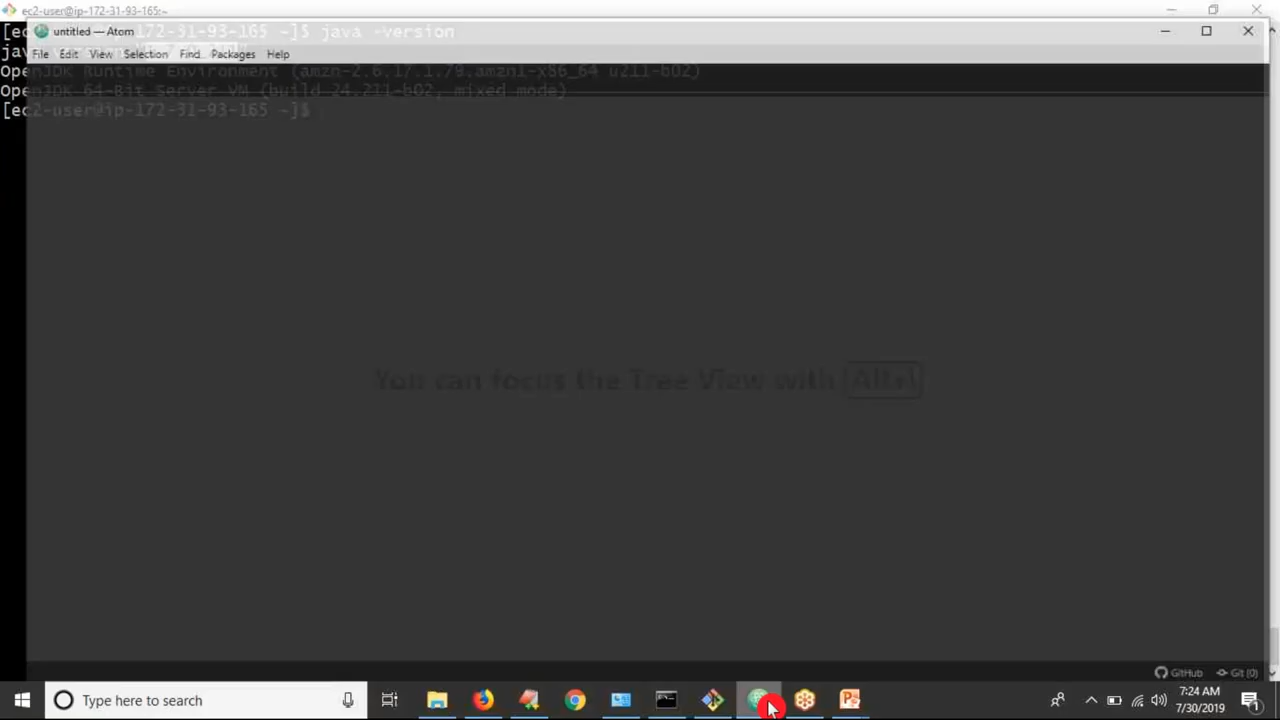 ec2-user@ip-172-31-93-165:~
[ec2-user@ip-172-31-93-165 ~]$ java -version
untitled — Atom
java
File Edit View Selection Find Packages Help
OpenJDK Runtime Environment (amzn-2.6.17.1.79.amzn1-x86_64 u211-b02)
OpenJDK 64-Bit Server VM (build 24.211-b02, mixed mode)
[ec2-user@ip-172-31-93-165 ~]$
You can focus the Tree View with Alt+\
GitHub Git (0)
Type here to search
7:24 AM
7/30/2019
1